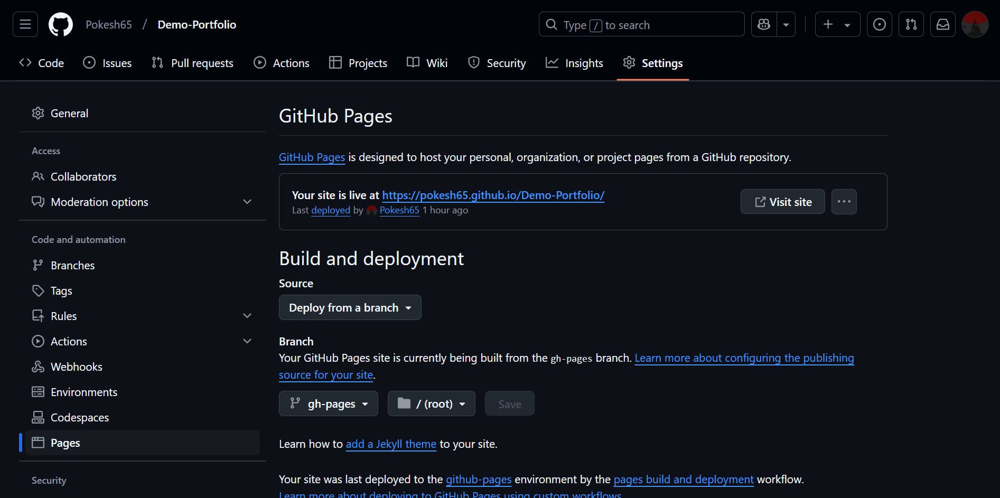 Pokesh65 / Demo-Portfolio
Type / to search
Code Issues Pull requests Actions Projects Wiki Security Insights Settings
General
Access
Collaborators
Moderation options
Code and automation
Branches
Tags
Rules
Actions
Webhooks
Environments
Codespaces
Pages
Security
GitHub Pages
GitHub Pages is designed to host your personal, organization, or project pages from a GitHub repository.
Your site is live at https://pokesh65.github.io/Demo-Portfolio/
Last deployed by Pokesh65 1 hour ago
Visit site
Build and deployment
Source
Deploy from a branch
Branch
Your GitHub Pages site is currently being built from the gh-pages branch. Learn more about configuring the publishing
source for your site.
gh-pages / (root) Save
Learn how to add a Jekyll theme to your site.
Your site was last deployed to the github-pages environment by the pages build and deployment workflow.
Learn more about deploying to GitHub Pages using custom workflows